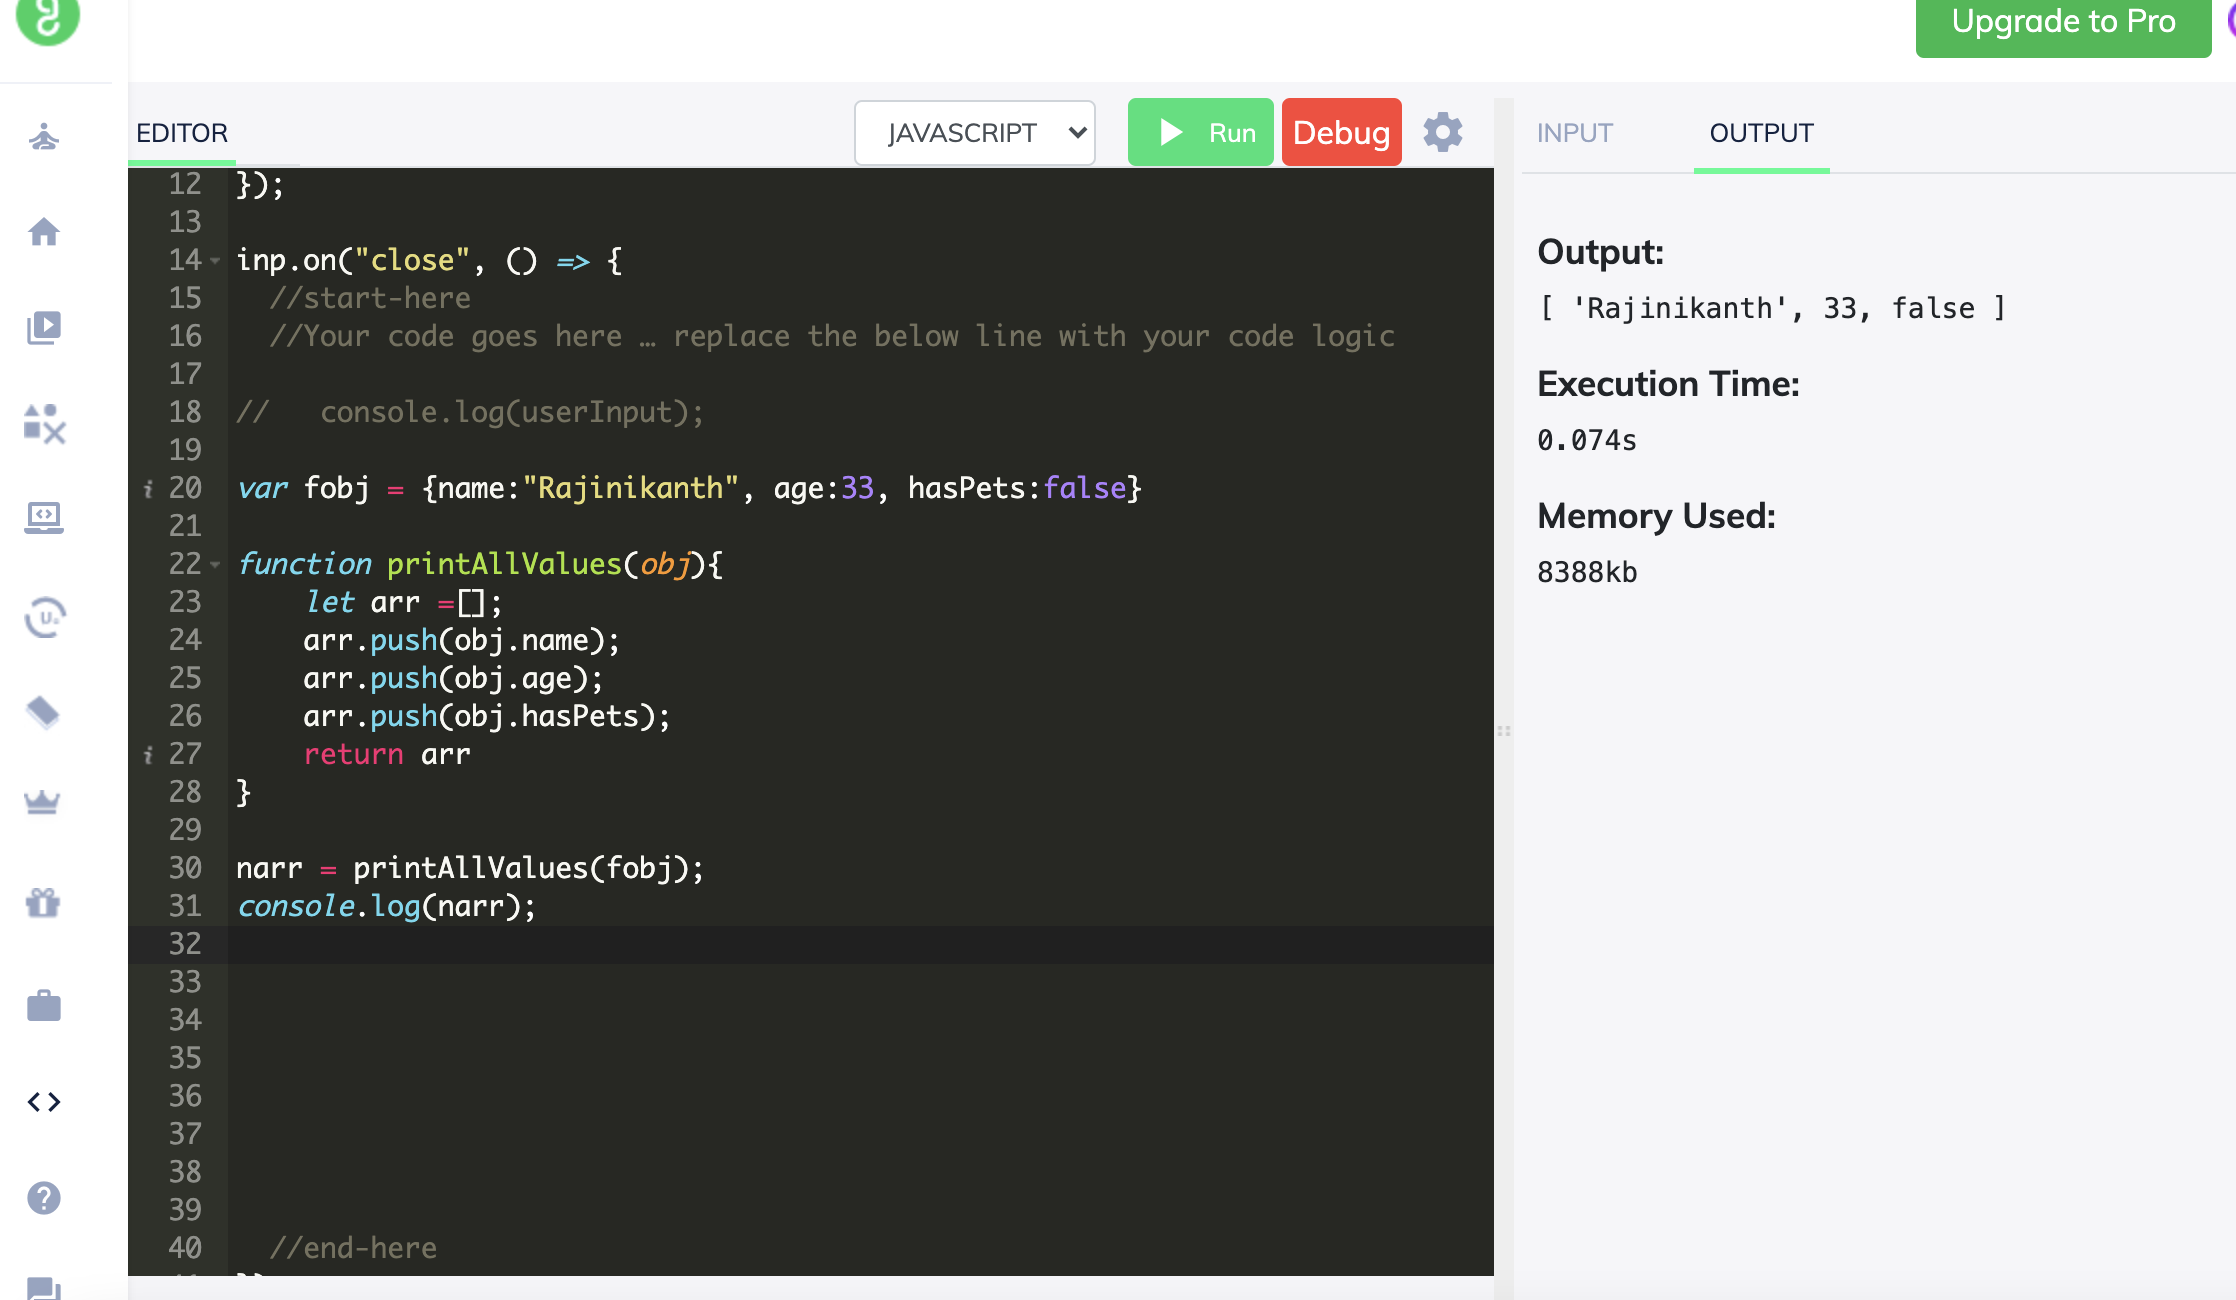 Upgrade to Pro
EDITOR
JAVASCRIPT
Run
Debug
INPUT
OUTPUT
12 });
13
14 inp.on("close", () => {
15 //start-here
16 //Your code goes here … replace the below line with your code logic
17
18 // console.log(userInput);
19
20 var fobj = {name:"Rajinikanth", age:33, hasPets:false}
21
22 function printAllValues(obj){
23 let arr =[];
24 arr.push(obj.name);
25 arr.push(obj.age);
26 arr.push(obj.hasPets);
27 return arr
28 }
29
30 narr = printAllValues(fobj);
31 console.log(narr);
32
33
34
35
36
37
38
39
40 //end-here
Output:
[ 'Rajinikanth', 33, false ]
Execution Time:
0.074s
Memory Used:
8388kb